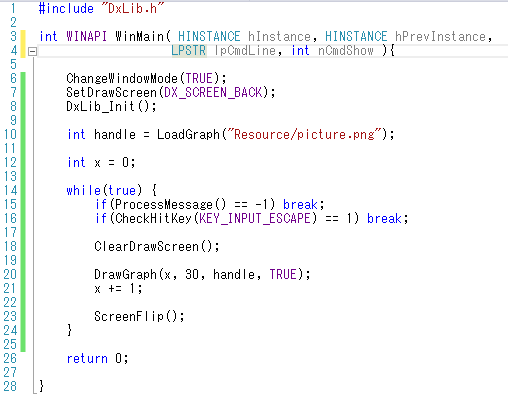 1 #include "DxLib.h"
2
3 int WINAPI WinMain( HINSTANCE hInstance, HINSTANCE hPrevInstance,
4 LPSTR lpCmdLine, int nCmdShow ){
5
6 ChangeWindowMode(TRUE);
7 SetDrawScreen(DX_SCREEN_BACK);
8 DxLib_Init();
9
10 int handle = LoadGraph("Resource/picture.png");
11
12 int x = 0;
13
14 while(true) {
15 if(ProcessMessage() == -1) break;
16 if(CheckHitKey(KEY_INPUT_ESCAPE) == 1) break;
17
18 ClearDrawScreen();
19
20 DrawGraph(x, 30, handle, TRUE);
21 x += 1;
22
23 ScreenFlip();
24 }
25
26 return 0;
27
28 }